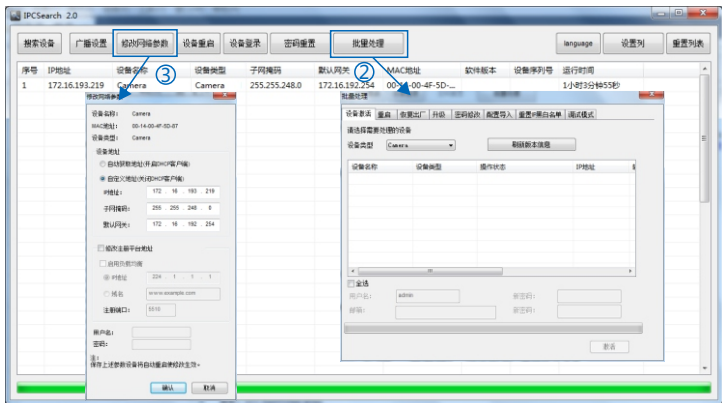 IPCSearch 2.0
搜索设备 广播设置 修改网络参数 设备重启 设备登录 密码重置 批量处理 language 设置列 重置列表
序号 IP地址 设备名称 设备类型 子网掩码 默认网关 MAC地址 软件版本 设备序列号 运行时间
③ ②
1 172.16.193.219 Camera Camera 255.255.248.0 172.16.192.254 00-14-00-4F-5D-... 1小时3分钟55秒
修改网络参数
设备名称: Camera
MAC地址: 00-14-00-4F-5D-87
设备类型: Camera
设备地址
自动获取地址(开启DHCP客户端)
自定义地址(关闭DHCP客户端)
IP地址: 172 . 16 . 193 . 219
子网掩码: 255 . 255 . 248 . 0
默认网关: 172 . 16 . 192 . 254
修改注册平台地址
启用负载均衡
IP地址 224 . 1 . 1 . 1
域名 www.example.com
注册端口: 5510
用户名:
密码:
注:
保存上述参数设备将自动重启使修改生效。
确认 取消
批量处理
设备激活 重启 恢复出厂 升级 密码修改 配置导入 重置IP黑白名单 调试模式
请选择需要处理的设备
设备类型 Camera 刷新版本信息
设备名称 设备类型 操作状态 IP地址
全选
用户名: admin 新密码:
邮箱: 新密码:
激活